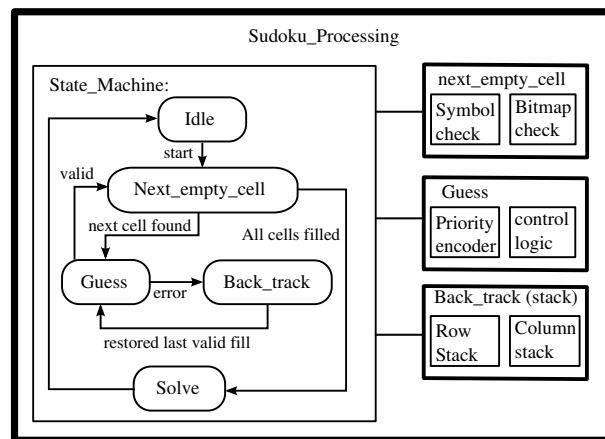 Sudoku_Processing
State_Machine:
Idle
start
valid
Next_empty_cell
next cell found
All cells filled
Guess
error
Back_track
restored last valid fill
Solve
next_empty_cell
Symbol
check
Bitmap
check
Guess
Priority
encoder
control
logic
Back_track (stack)
Row
Stack
Column
stack